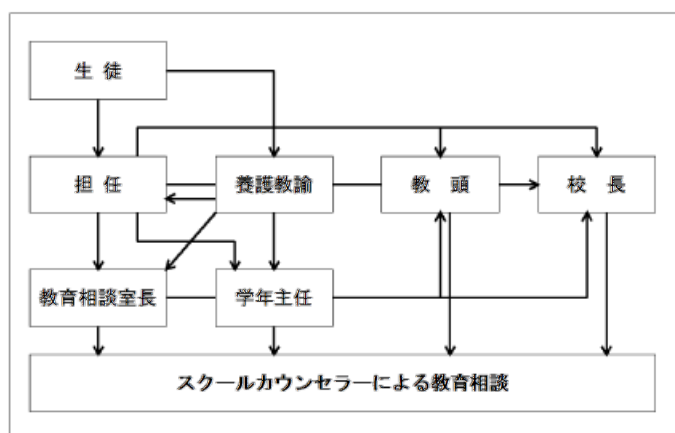 生 徒
担 任
養護教諭
教 頭
校 長
教育相談室長
学年主任
スクールカウンセラーによる教育相談